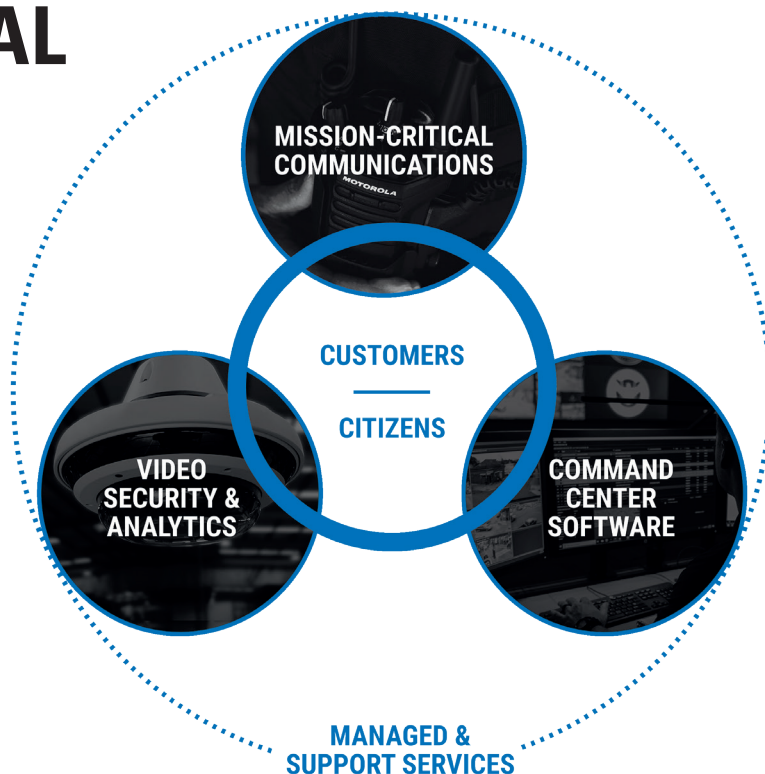 AL
MISSION-CRITICAL
COMMUNICATIONS
MOTOROLA
CUSTOMERS
CITIZENS
VIDEO
SECURITY &
ANALYTICS
COMMAND
CENTER
SOFTWARE
MANAGED &
SUPPORT SERVICES